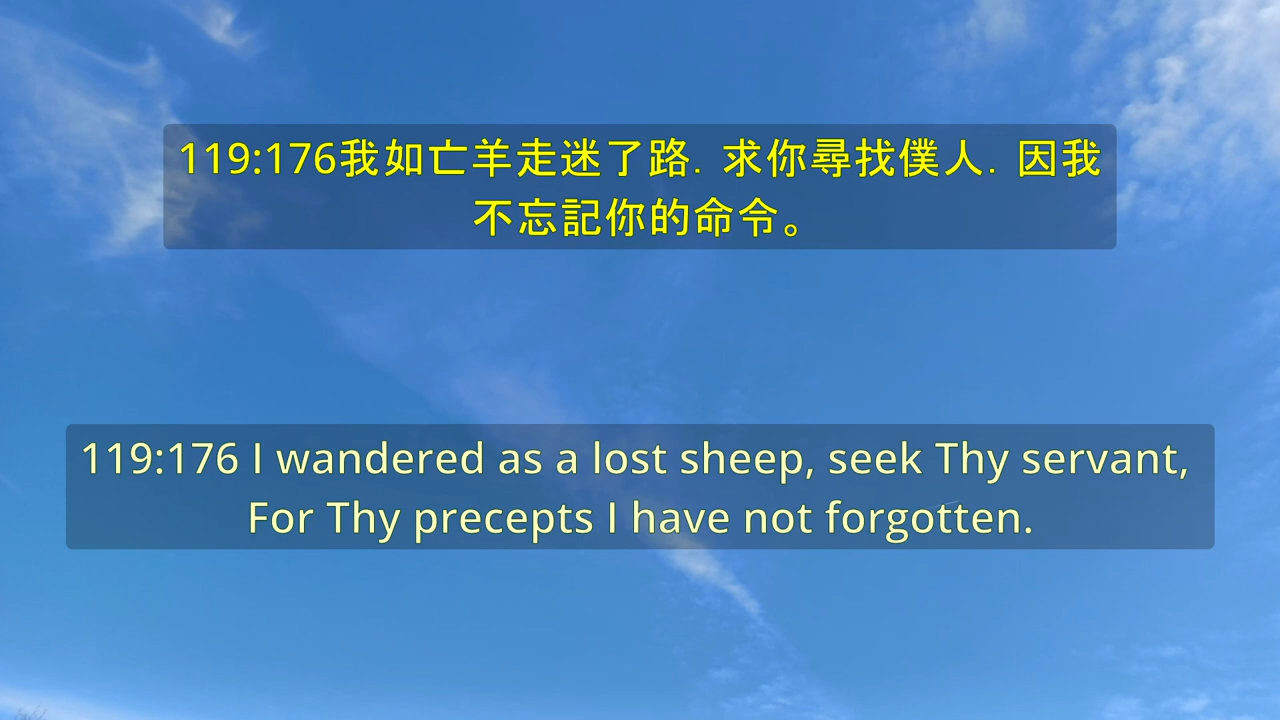 119:176我如亡羊走迷了路．求你尋找僕人．因我
不忘記你的命令。
119:176 I wandered as a lost sheep, seek Thy servant,
For Thy precepts I have not forgotten.